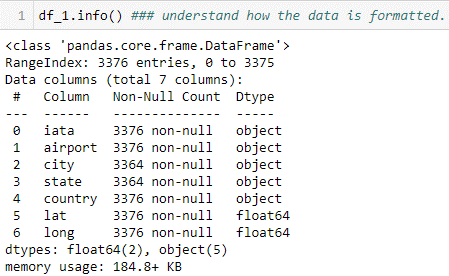 1 df_1.info() ### understand how the data is formatted.
<class 'pandas.core.frame.DataFrame'>
RangeIndex: 3376 entries, 0 to 3375
Data columns (total 7 columns):
 #   Column   Non-Null Count  Dtype
---  ------   --------------  -----
 0   iata     3376 non-null   object
 1   airport  3376 non-null   object
 2   city     3364 non-null   object
 3   state    3364 non-null   object
 4   country  3376 non-null   object
 5   lat      3376 non-null   float64
 6   long     3376 non-null   float64
dtypes: float64(2), object(5)
memory usage: 184.8+ KB